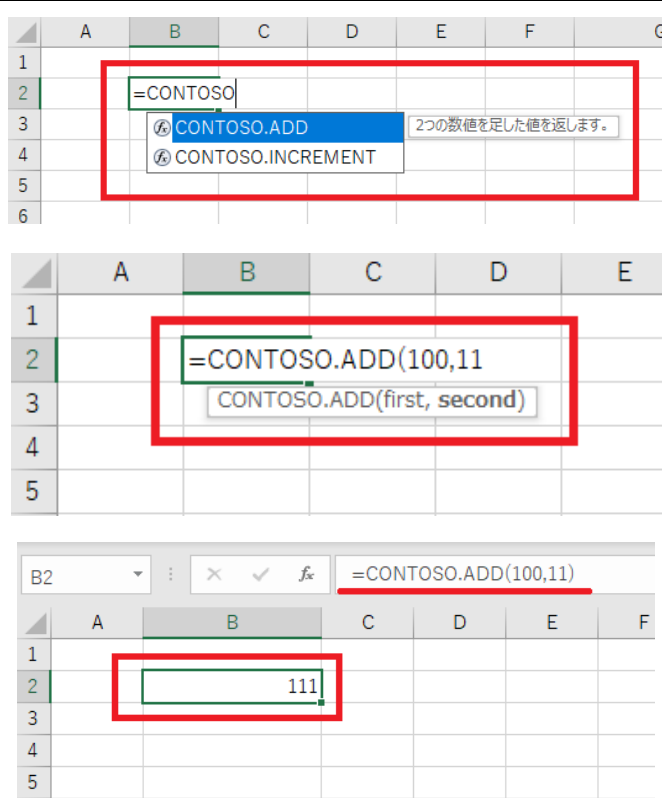 A B C D E F
1
2 =CONTOSO
3 CONTOSO.ADD 2つの数値を足した値を返します。
4 CONTOSO.INCREMENT
5
6
A B C D E
1
2 =CONTOSO.ADD(100,11
3 CONTOSO.ADD(first, second)
4
5
B2 fx =CONTOSO.ADD(100,11)
A B C D E F
1
2 111
3
4
5